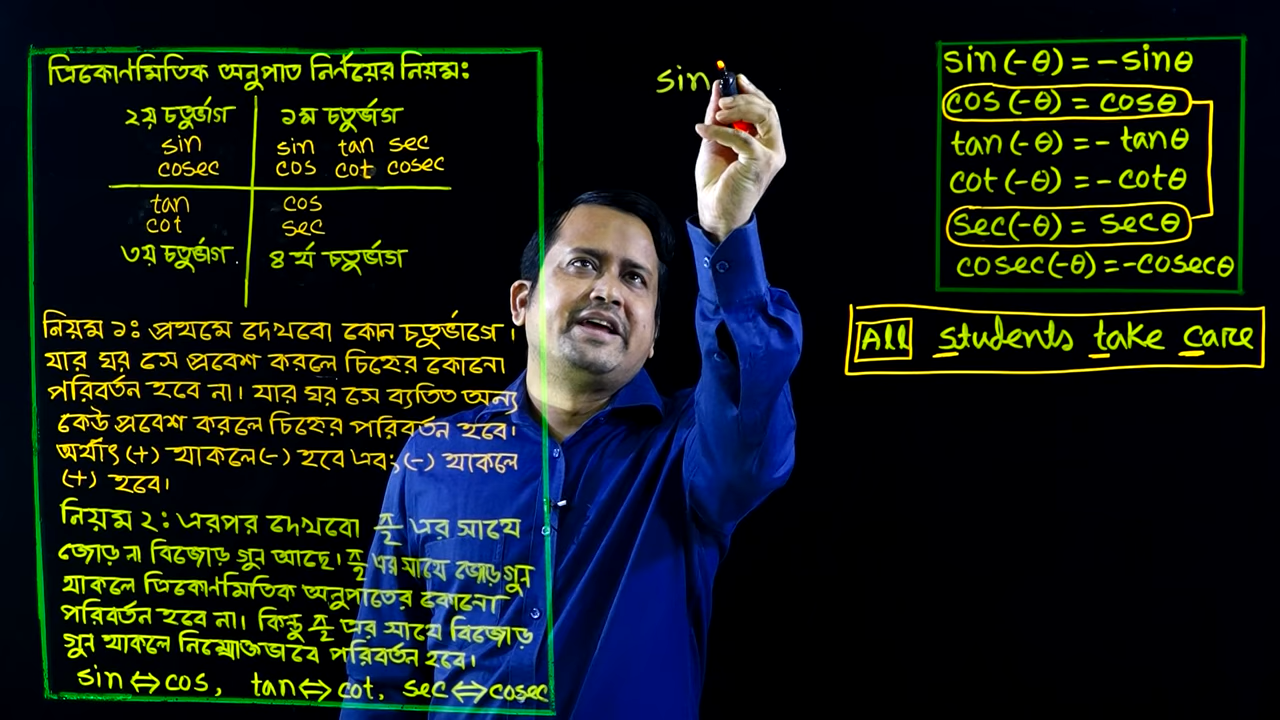 ত্রিকোণমিতিক অনুপাত নির্ণয়ের নিয়মঃ
২য় চতুর্ভাগ ১ম চতুর্ভাগ
sin sin tan sec
cosec cos cot cosec
tan cos
cot sec
৩য় চতুর্ভাগ ৪র্থ চতুর্ভাগ
নিয়ম ১ঃ প্রথমে দেখবো কোন চতুর্ভাগে।
যার ঘর সে প্রবেশ করলে চিহ্নের কোনো
পরিবর্তন হবে না। যার ঘর সে ব্যতিত অন্য
কেউ প্রবেশ করলে চিহ্নের পরিবর্তন হবে।
অর্থাৎ (+) থাকলে (-) হবে এবং (-) থাকলে
(+) হবে।
নিয়ম ২ঃ এরপর দেখবো π/2 এর সাথে
জোড় না বিজোড় গুন আছে। π/2 এর সাথে জোড় গুন
থাকলে ত্রিকোণমিতিক অনুপাতের কোনো
পরিবর্তন হবে না। কিন্তু π/2 এর সাথে বিজোড়
গুন থাকলে নিম্মোক্তভাবে পরিবর্তন হবে।
sin⇔cos, tan⇔cot, sec⇔cosec
sin
sin(-θ) = -sinθ
cos(-θ) = cosθ
tan(-θ) = -tanθ
cot(-θ) = -cotθ
sec(-θ) = secθ
cosec(-θ) = -cosecθ
All students take care